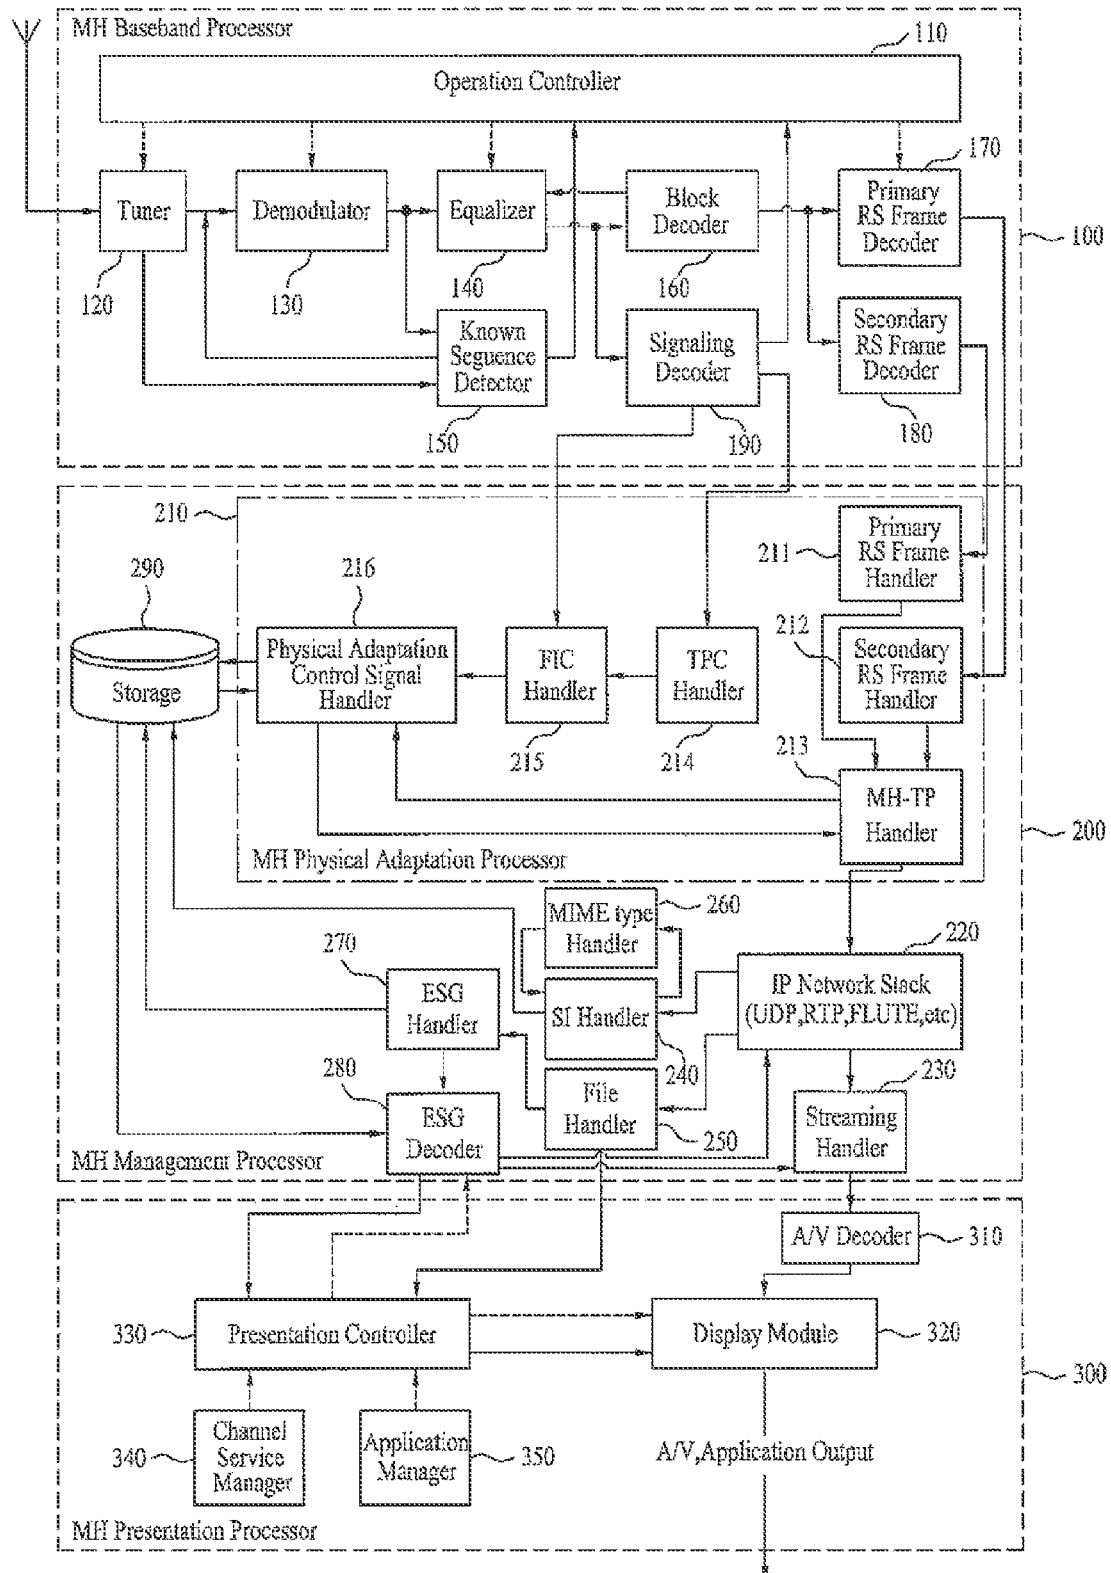 MH Baseband Processor
110
Operation Controller
Tuner
120
Demodulator
130
Equalizer
140
Block
Decoder
160
170
Primary
RS Frame
Decoder
100
Known
Seguence
Detector
150
Signaling
Decoder
190
Secondary
RS Frame
Decoder
180
210
Primary
RS Frame
Handler
211
290
Storage
216
Physical Adaptation
Control Signal
Handler
FIC
Handler
215
TPC
Handler
214
212
Secondary
RS Frame
Handler
213
MH-TP
Handler
200
MH Physical Adaptation Processor
260
MIME type
Handler
270
ESG
Handler
SI Handler
240
220
IP Network Stack
(UDP,RTP,FLUTE,etc)
280
ESG
Decoder
File
Handler
250
230
Streaming
Handler
MH Management Processor
A/V Decoder
310
330
Presentation Controller
Display Module
320
300
340
Channel
Service
Manager
Application
Manager
350
A/V,Application Output
MH Presentation Processor